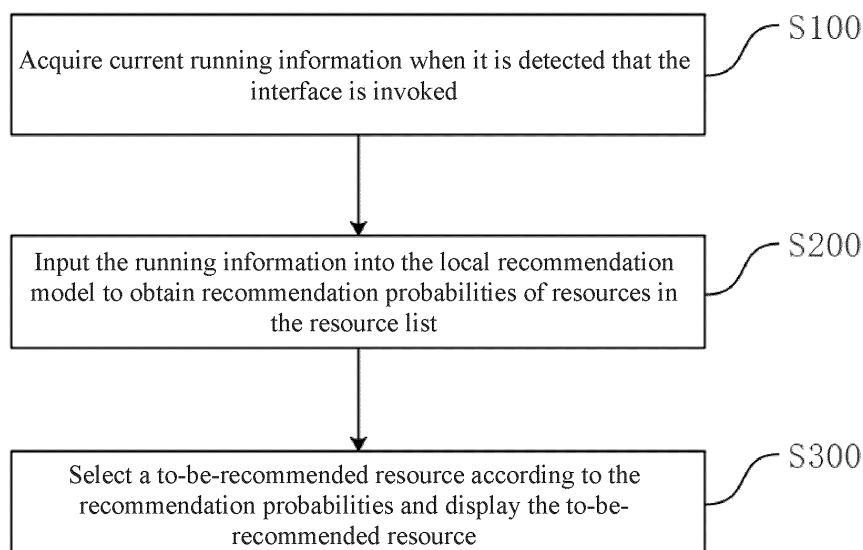 S100
Acquire current running information when it is detected that the
interface is invoked
S200
Input the running information into the local recommendation
model to obtain recommendation probabilities of resources in
the resource list
S300
Select a to-be-recommended resource according to the
recommendation probabilities and display the to-be-
recommended resource